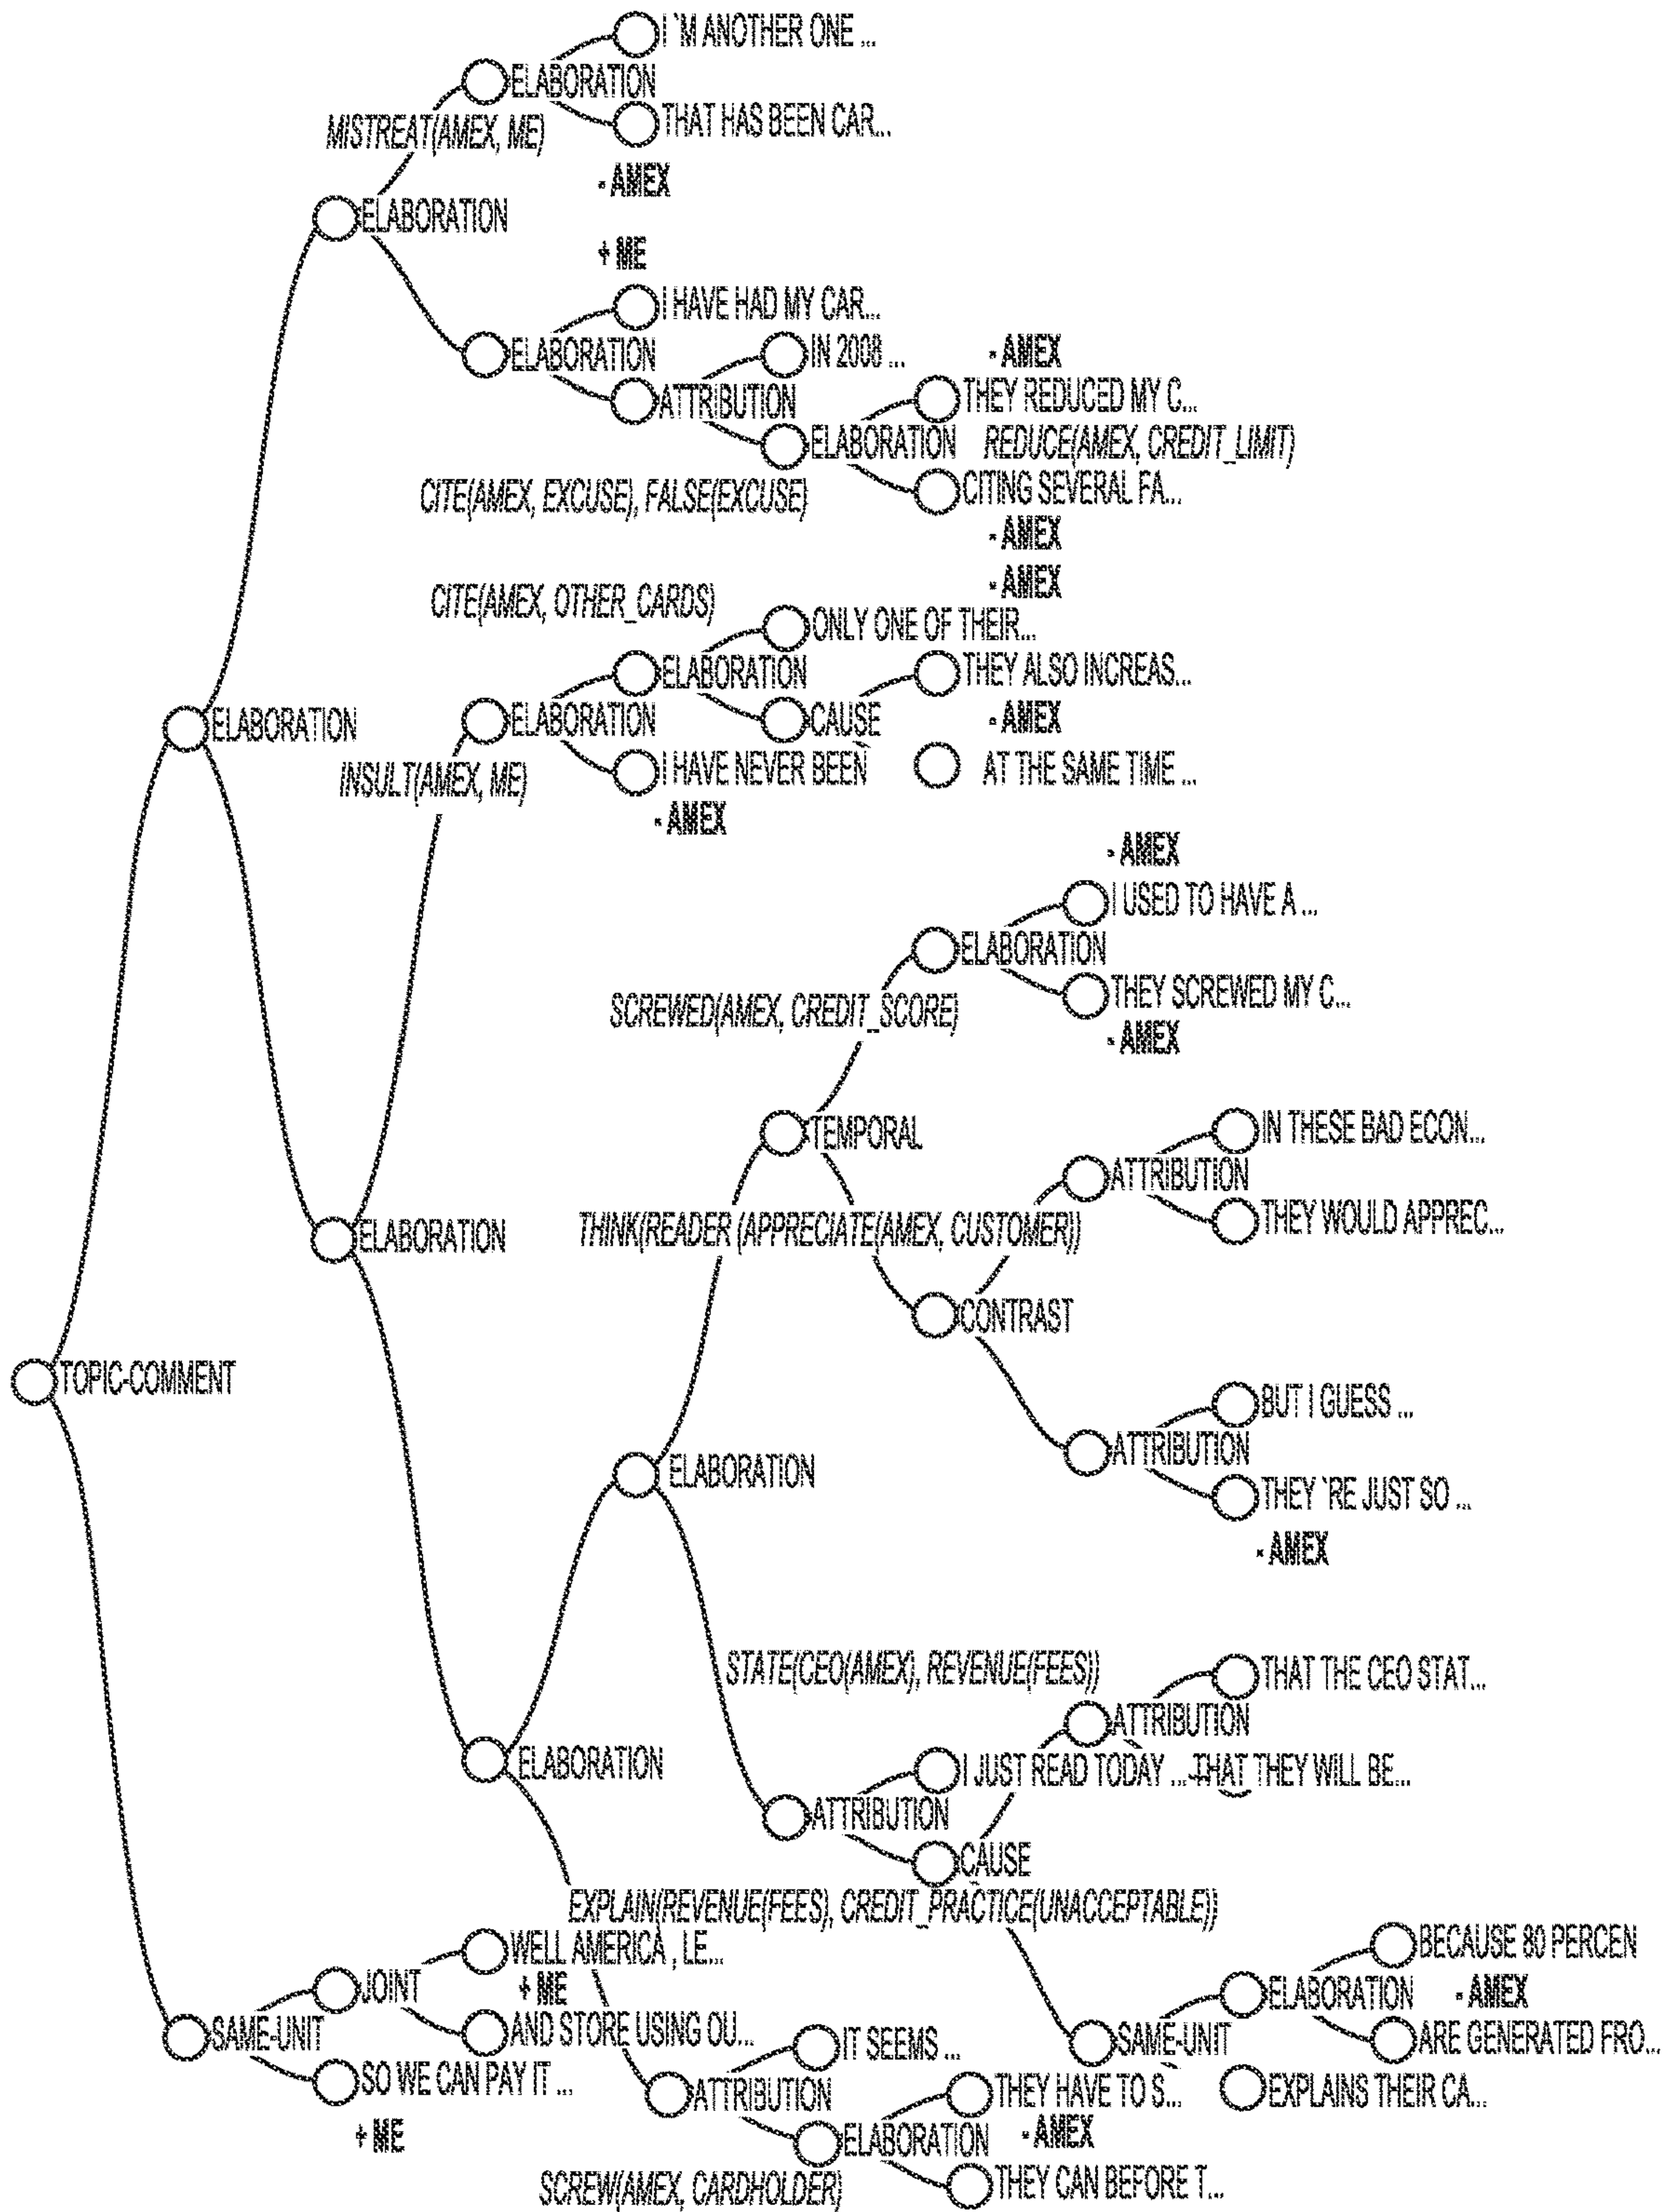 I `M ANOTHER ONE ...
ELABORATION
THAT HAS BEEN CAR...
MISTREAT(AMEX, ME)
- AMEX
ELABORATION
+ ME
I HAVE HAD MY CAR...
ELABORATION
IN 2008 ...
- AMEX
ATTRIBUTION
THEY REDUCED MY C...
ELABORATION
REDUCE(AMEX, CREDIT_LIMIT)
CITE(AMEX, EXCUSE), FALSE(EXCUSE)
CITING SEVERAL FA...
- AMEX
- AMEX
CITE(AMEX, OTHER_CARDS)
ONLY ONE OF THEIR...
ELABORATION
THEY ALSO INCREAS...
ELABORATION
ELABORATION
CAUSE
- AMEX
INSULT(AMEX, ME)
I HAVE NEVER BEEN
AT THE SAME TIME ...
- AMEX
- AMEX
I USED TO HAVE A ...
ELABORATION
THEY SCREWED MY C...
SCREWED(AMEX, CREDIT_SCORE)
- AMEX
TEMPORAL
IN THESE BAD ECON...
ATTRIBUTION
THEY WOULD APPREC...
THINK(READER (APPRECIATE(AMEX, CUSTOMER))
ELABORATION
CONTRAST
TOPIC-COMMENT
BUT I GUESS ...
ATTRIBUTION
ELABORATION
THEY `RE JUST SO ...
- AMEX
STATE(CEO(AMEX), REVENUE(FEES))
THAT THE CEO STAT...
ATTRIBUTION
ELABORATION
I JUST READ TODAY ...
THAT THEY WILL BE...
ATTRIBUTION
CAUSE
EXPLAIN(REVENUE(FEES), CREDIT_PRACTICE(UNACCEPTABLE))
WELL AMERICA , LE...
BECAUSE 80 PERCEN
JOINT
+ ME
ELABORATION
- AMEX
SAME-UNIT
AND STORE USING OU...
IT SEEMS ...
SAME-UNIT
ARE GENERATED FRO...
SO WE CAN PAY IT ...
ATTRIBUTION
THEY HAVE TO S...
EXPLAINS THEIR CA...
+ ME
ELABORATION
- AMEX
SCREW(AMEX, CARDHOLDER)
THEY CAN BEFORE T...